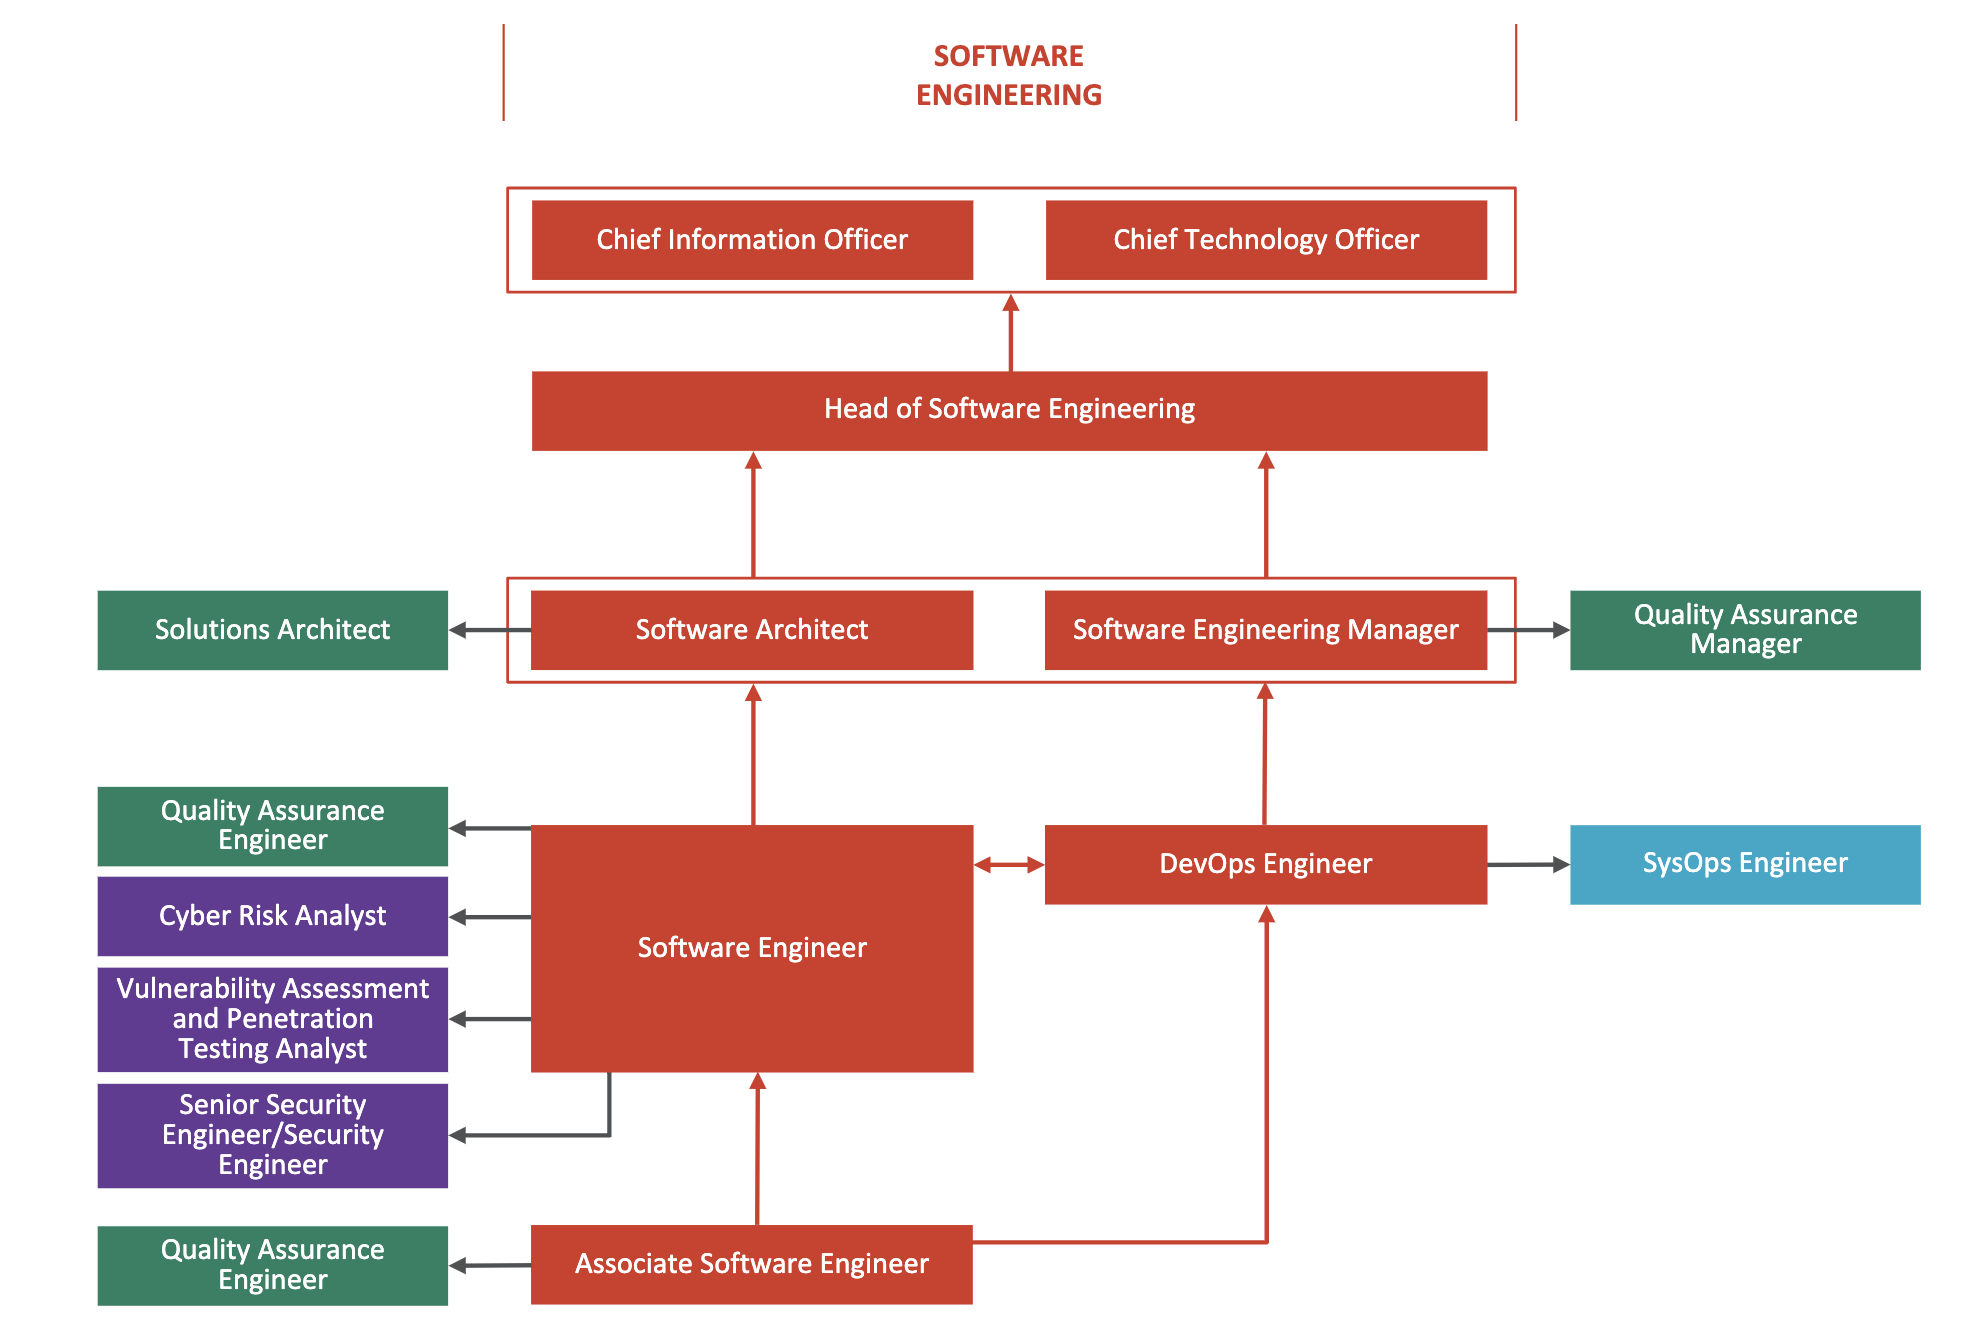 SOFTWARE
ENGINEERING
Chief Information Officer
Chief Technology Officer
Head of Software Engineering
Solutions Architect
Software Architect
Software Engineering Manager
Quality Assurance
Manager
Quality Assurance
Engineer
Cyber Risk Analyst
Vulnerability Assessment
and Penetration
Testing Analyst
Senior Security
Engineer/Security
Engineer
Software Engineer
DevOps Engineer
SysOps Engineer
Quality Assurance
Engineer
Associate Software Engineer